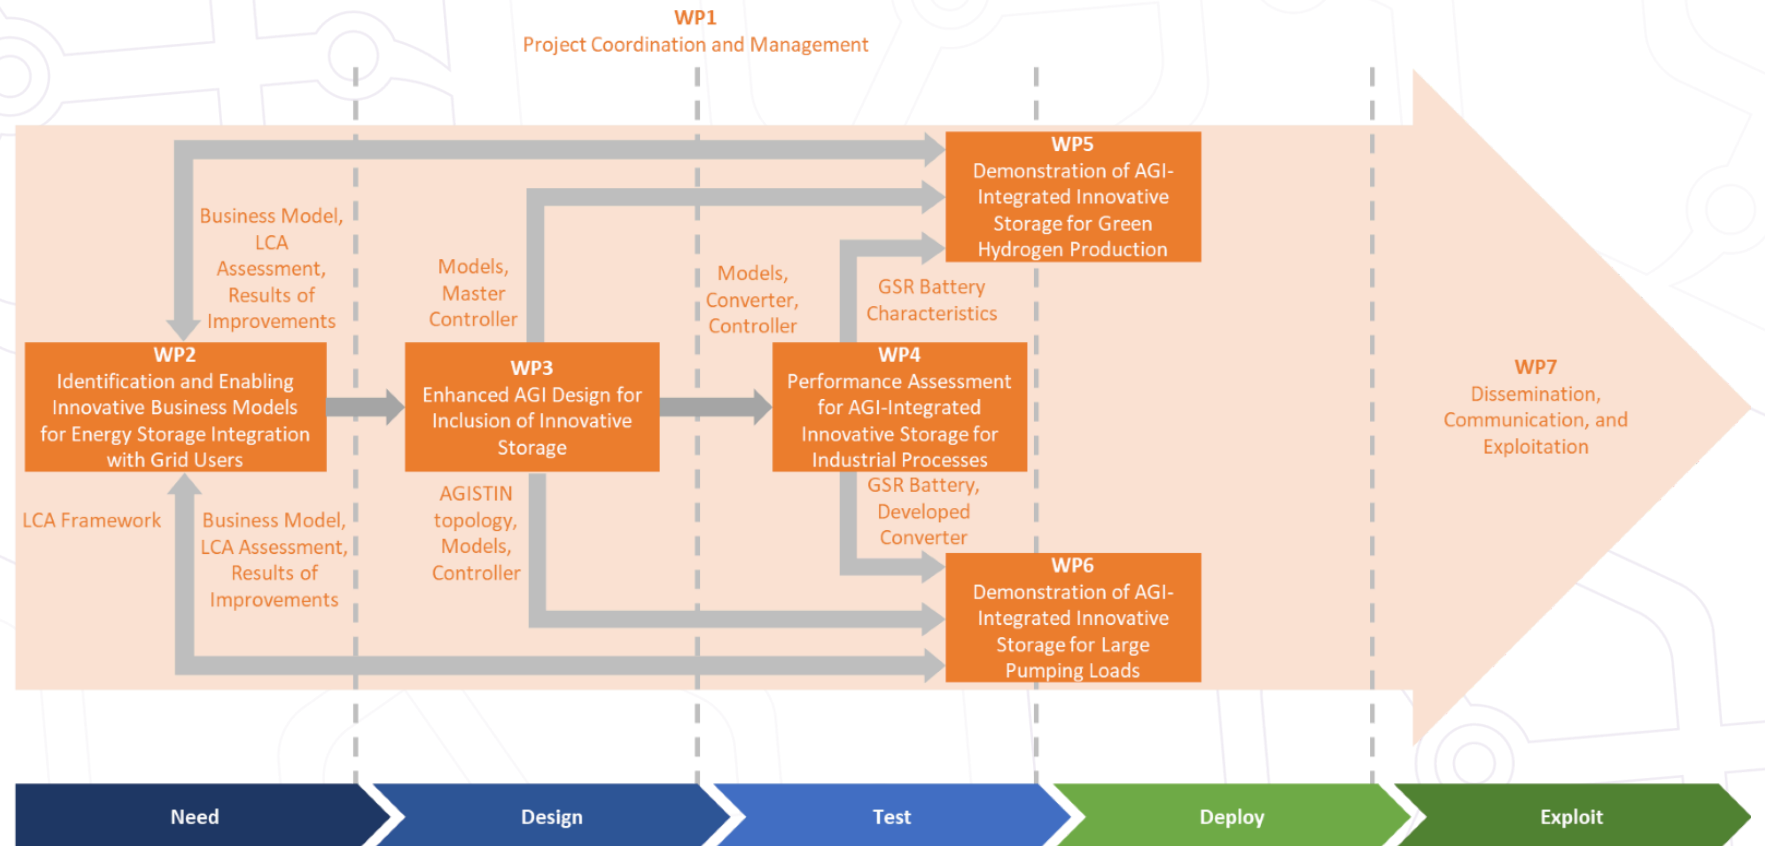 WP1
Project Coordination and Management
WP5
Demonstration of AGI-
Integrated Innovative
Storage for Green
Hydrogen Production
Business Model,
LCA
Assessment,
Results of
Improvements
Models,
Master
Controller
Models,
Converter,
Controller
GSR Battery
Characteristics
WP2
Identification and Enabling
Innovative Business Models
for Energy Storage Integration
with Grid Users
WP3
Enhanced AGI Design for
Inclusion of Innovative
Storage
WP4
Performance Assessment
for AGI-Integrated
Innovative Storage for
Industrial Processes
WP7
Dissemination,
Communication, and
Exploitation
LCA Framework
Business Model,
LCA Assessment,
Results of
Improvements
AGISTIN
topology,
Models,
Controller
GSR Battery,
Developed
Converter
WP6
Demonstration of AGI-
Integrated Innovative
Storage for Large
Pumping Loads
Need
Design
Test
Deploy
Exploit